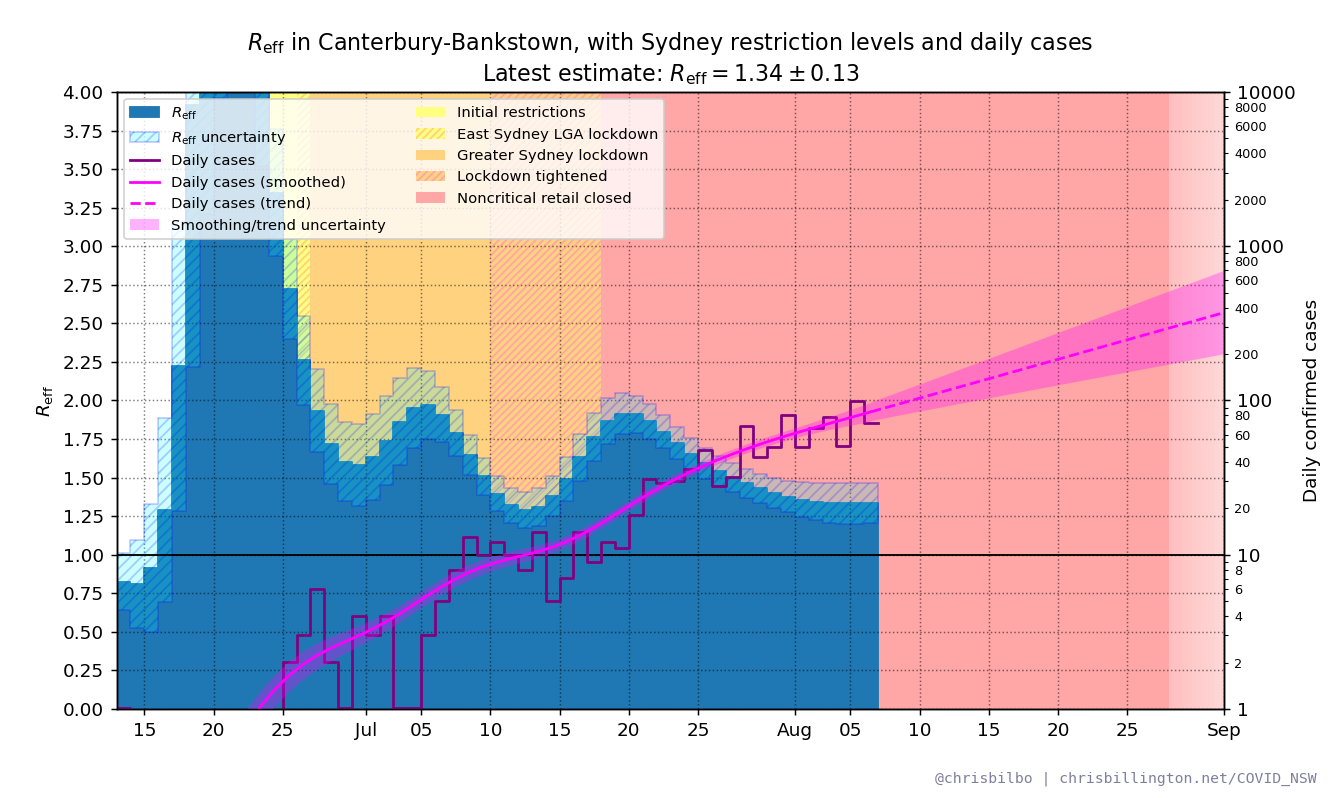 R_eff in Canterbury-Bankstown, with Sydney restriction levels and daily cases
Latest estimate: R_eff = 1.34 ± 0.13
R_eff
R_eff uncertainty
Daily cases
Daily cases (smoothed)
Daily cases (trend)
Smoothing/trend uncertainty
Initial restrictions
East Sydney LGA lockdown
Greater Sydney lockdown
Lockdown tightened
Noncritical retail closed
R_eff
4.00
3.75
3.50
3.25
3.00
2.75
2.50
2.25
2.00
1.75
1.50
1.25
1.00
0.75
0.50
0.25
0.00
15 20 25 Jul 05 10 15 20 25 Aug 05 10 15 20 25 Sep
10000
8000
6000
4000
2000
1000
800
600
400
200
100
80
60
40
20
10
8
6
4
2
1
Daily confirmed cases
@chrisbilbo | chrisbillington.net/COVID_NSW